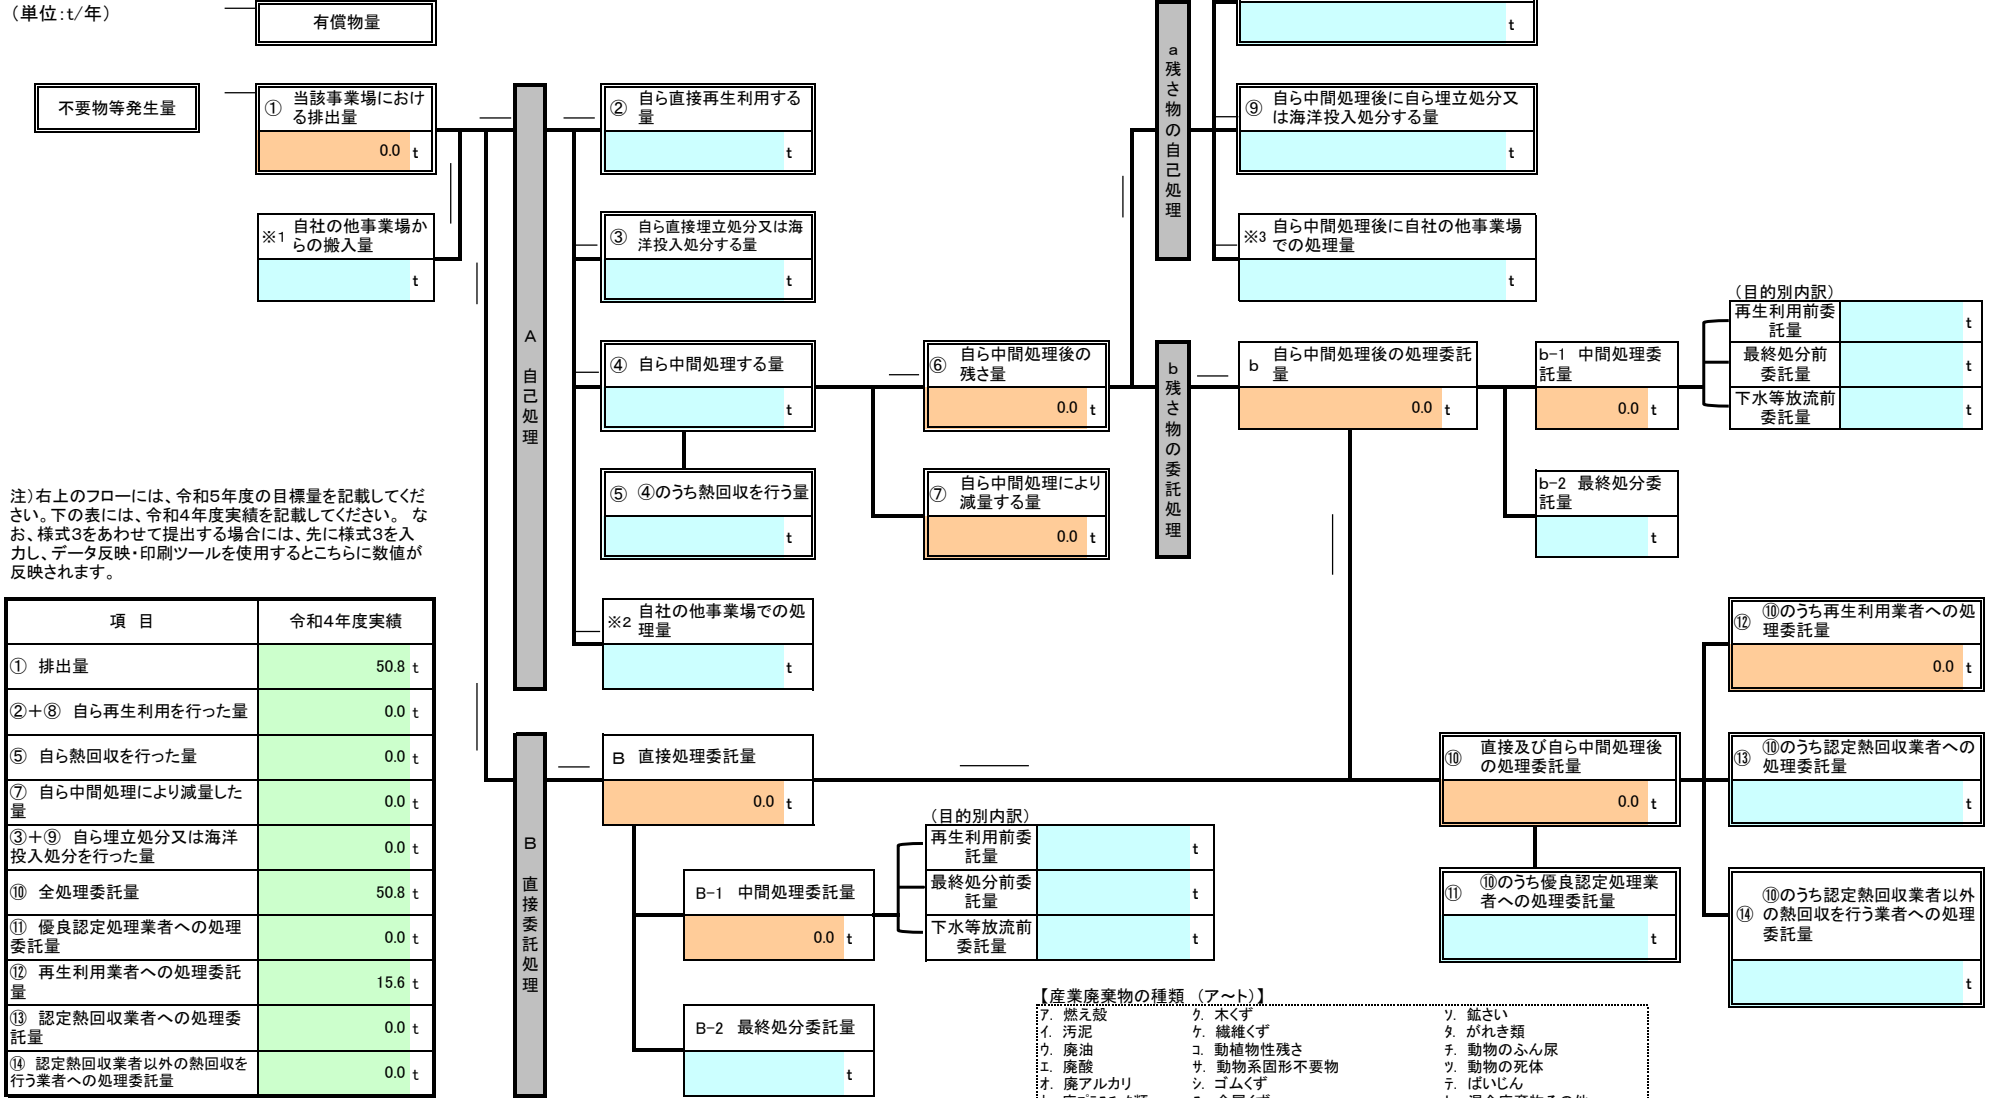 （単位：t/年）
有償物量
不要物等発生量
① 当該事業場におけ
る排出量
0.0 t
※1 自社の他事業場か
らの搬入量
t
A 自己処理
② 自ら直接再生利用する
量
t
③ 自ら直接埋立処分又は海
洋投入処分する量
t
④ 自ら中間処理する量
t
⑤ ④のうち熱回収を行う量
t
※2 自社の他事業場での処
理量
t
⑥ 自ら中間処理後の
残さ量
0.0 t
⑦ 自ら中間処理により
減量する量
0.0 t
a 残さ物の自己処理
t
⑨ 自ら中間処理後に自ら埋立処分又
は海洋投入処分する量
t
※3 自ら中間処理後に自社の他事業場
での処理量
t
b 残さ物の委託処理
b 自ら中間処理後の処理委託
量
0.0 t
b-1 中間処理委
託量
0.0 t
b-2 最終処分委
託量
t
（目的別内訳）
再生利用前委
託量
t
最終処分前
委託量
t
下水等放流前
委託量
t
注）右上のフローには、令和5年度の目標量を記載してくだ
さい。下の表には、令和4年度実績を記載してください。 な
お、様式3をあわせて提出する場合には、先に様式3を入
力し、データ反映・印刷ツールを使用するとこちらに数値が
反映されます。
項 目 令和4年度実績
① 排出量 50.8 t
②＋⑧ 自ら再生利用を行った量 0.0 t
⑤ 自ら熱回収を行った量 0.0 t
⑦ 自ら中間処理により減量した
量 0.0 t
③＋⑨ 自ら埋立処分又は海洋
投入処分を行った量 0.0 t
⑩ 全処理委託量 50.8 t
⑪ 優良認定処理業者への処理
委託量 0.0 t
⑫ 再生利用業者への処理委託
量 15.6 t
⑬ 認定熱回収業者への処理委
託量 0.0 t
⑭ 認定熱回収業者以外の熱回収を
行う業者への処理委託量 0.0 t
B 直接委託処理
B 直接処理委託量
0.0 t
B-1 中間処理委託量
0.0 t
B-2 最終処分委託量
t
（目的別内訳）
再生利用前委
託量
t
最終処分前委
託量
t
下水等放流前
委託量
t
⑩ 直接及び自ら中間処理後
の処理委託量
0.0 t
⑪ ⑩のうち優良認定処理業
者への処理委託量
t
⑫ ⑩のうち再生利用業者への処
理委託量
0.0 t
⑬ ⑩のうち認定熱回収業者への
処理委託量
t
⑭ ⑩のうち認定熱回収業者以外
の熱回収を行う業者への処理
委託量
t
【産業廃棄物の種類 （ア～ト）】
ア. 燃え殻 ク. 木くず ソ. 鉱さい
イ. 汚泥 ケ. 繊維くず タ. がれき類
ウ. 廃油 コ. 動植物性残さ チ. 動物のふん尿
エ. 廃酸 サ. 動物系固形不要物 ツ. 動物の死体
オ. 廃アルカリ シ. ゴムくず テ. ばいじん